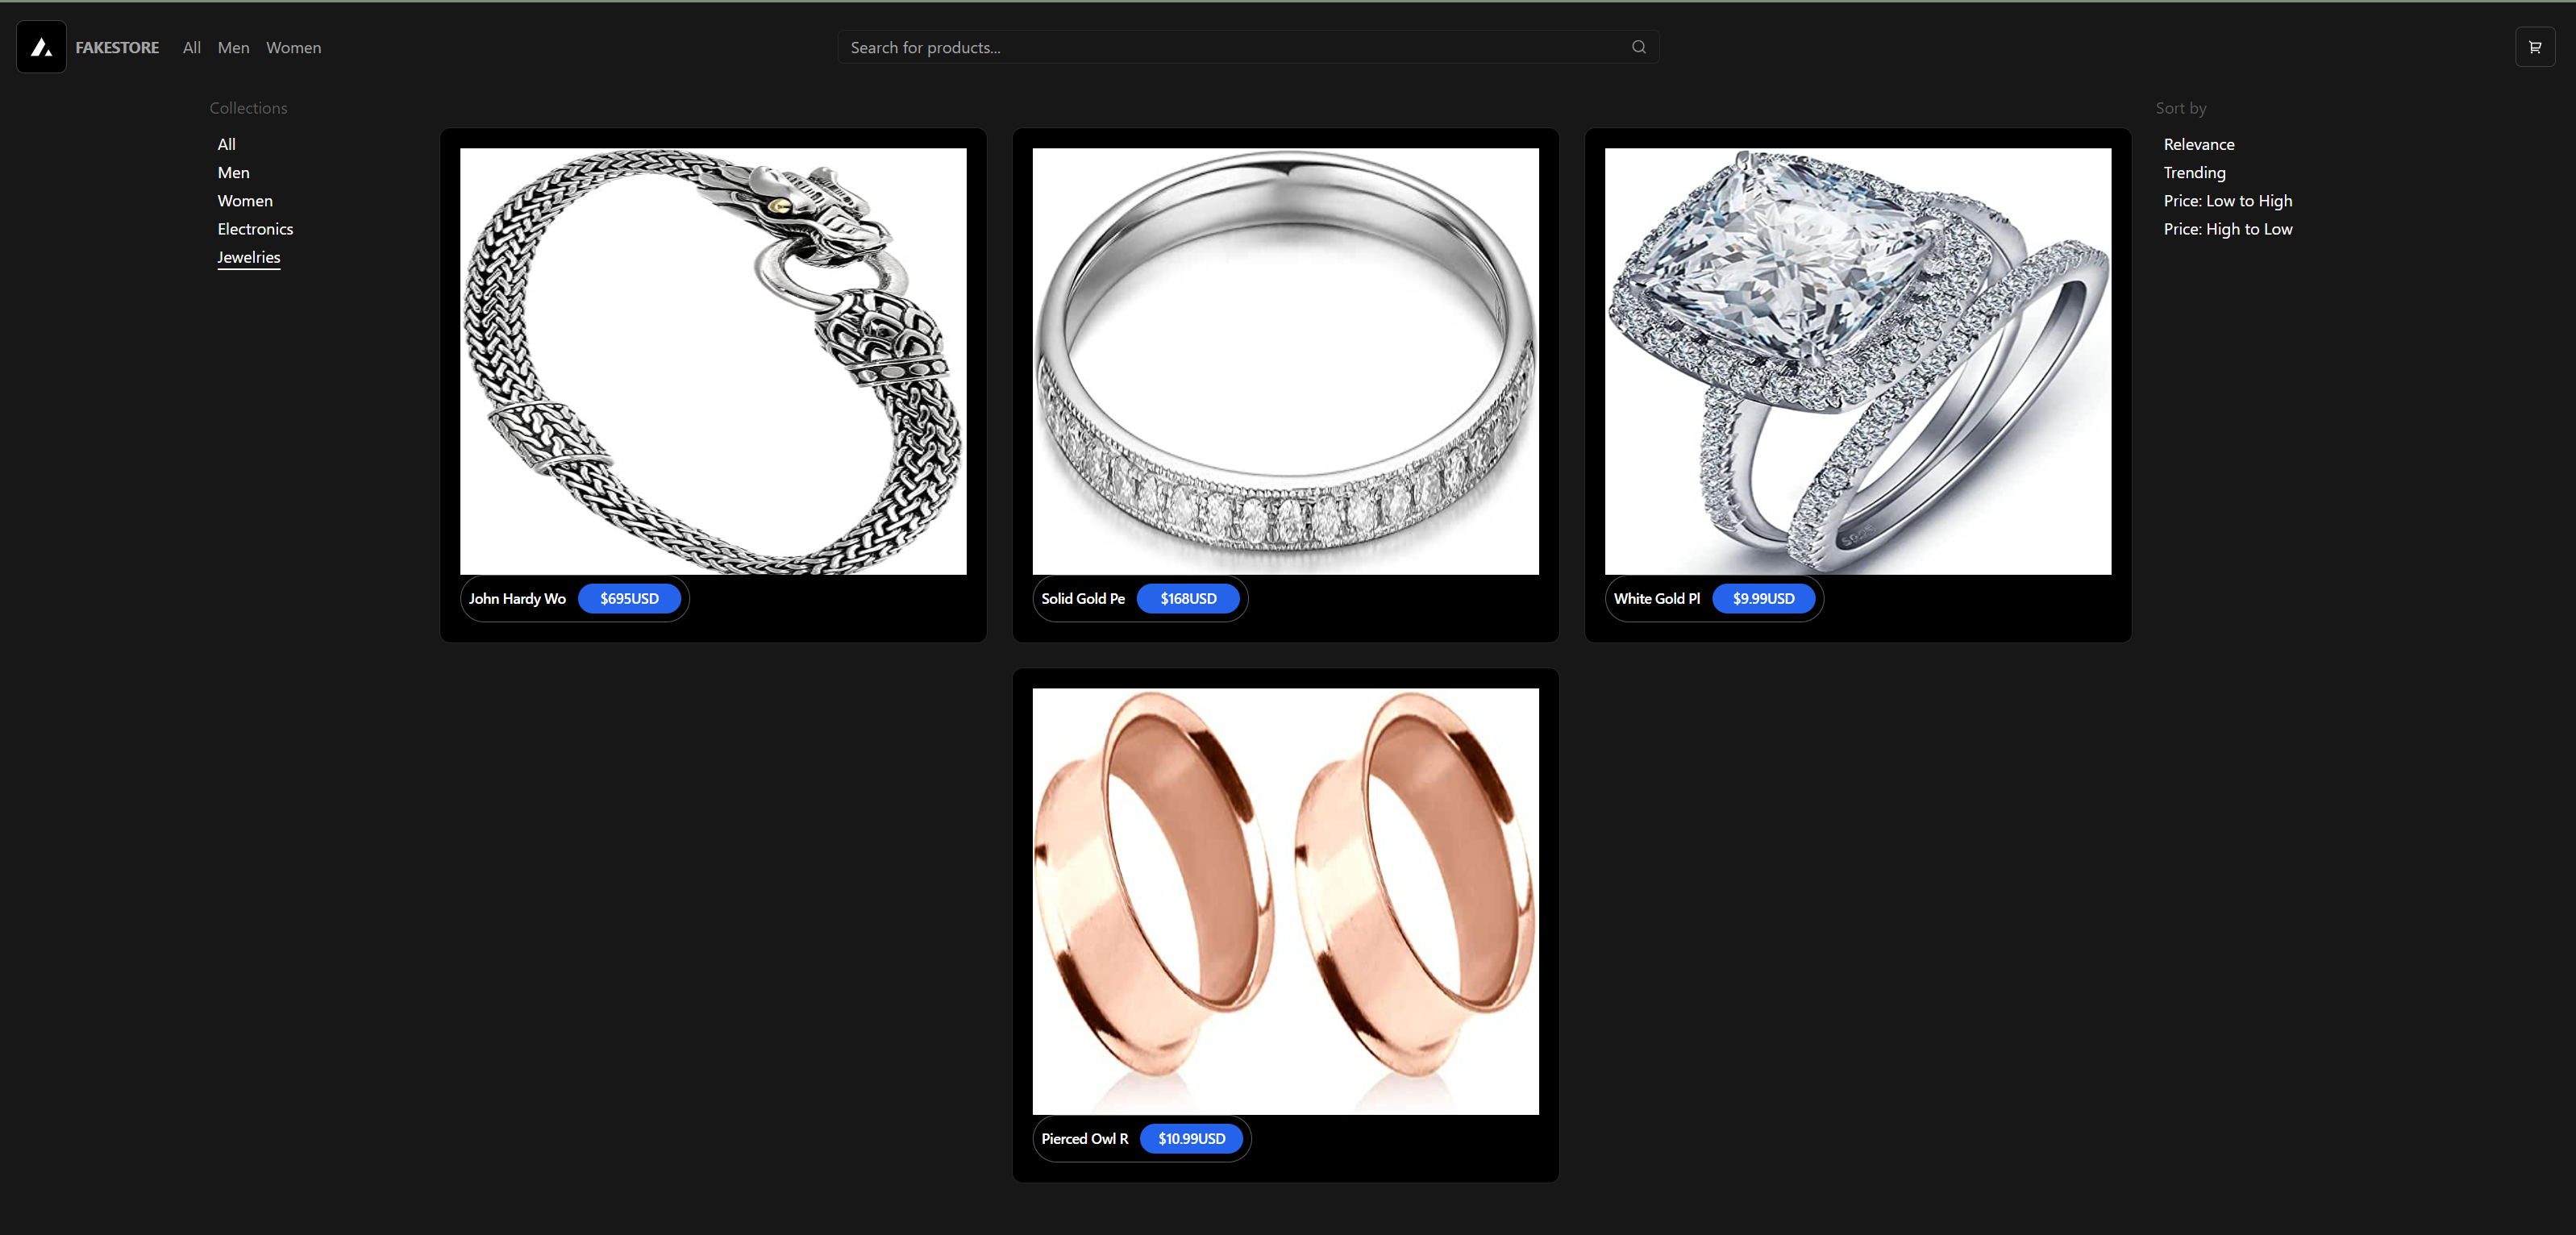 FAKESTORE All Men Women Search for products...
Collections
All
Men
Women
Electronics
Jewelries
Sort by
Relevance
Trending
Price: Low to High
Price: High to Low
John Hardy Wo $695USD
Solid Gold Pe $168USD
White Gold Pl $9.99USD
Pierced Owl R $10.99USD